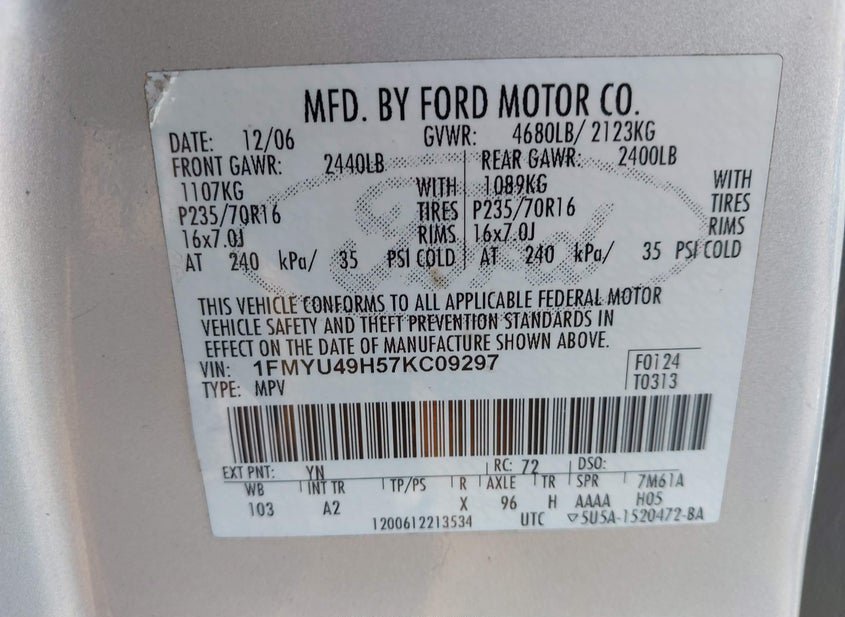 MFD. BY FORD MOTOR CO.
DATE: 12/06 GVWR: 4680LB/ 2123KG
FRONT GAWR: 2440LB REAR GAWR: 2400LB
1107KG WITH 1089KG WITH
P235/70R16 TIRES P235/70R16 TIRES
16x7.0J RIMS 16x7.0J RIMS
AT 240 kPa/ 35 PSI COLD AT 240 kPa/ 35 PSI COLD
Ford
THIS VEHICLE CONFORMS TO ALL APPLICABLE FEDERAL MOTOR
VEHICLE SAFETY AND THEFT PREVENTION STANDARDS IN
EFFECT ON THE DATE OF MANUFACTURE SHOWN ABOVE.
VIN: 1FMYU49H57KC09297 F0124
TYPE: MPV T0313
EXT PNT: YN RC: 72 DSO:
WB INT TR TP/PS R AXLE TR SPR 7M61A
103 A2 X 96 H AAAA H05
1200612213534 UTC ▽5U5A-1520472-BA